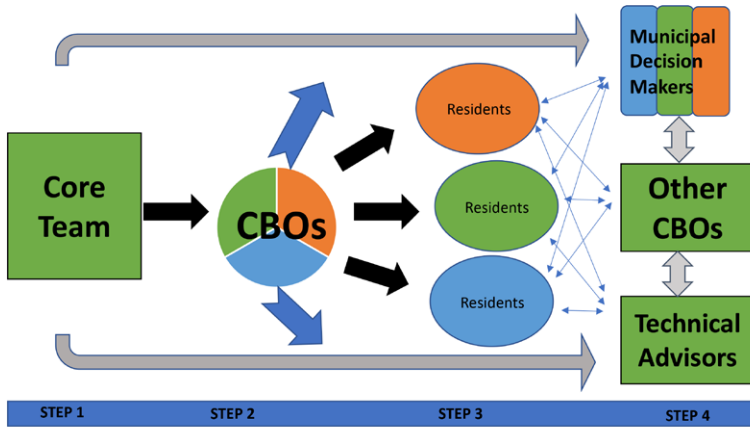 Municipal
Decision
Makers
Residents
Core
Team
CBOs
Residents
Other
CBOs
Residents
Technical
Advisors
STEP 1
STEP 2
STEP 3
STEP 4